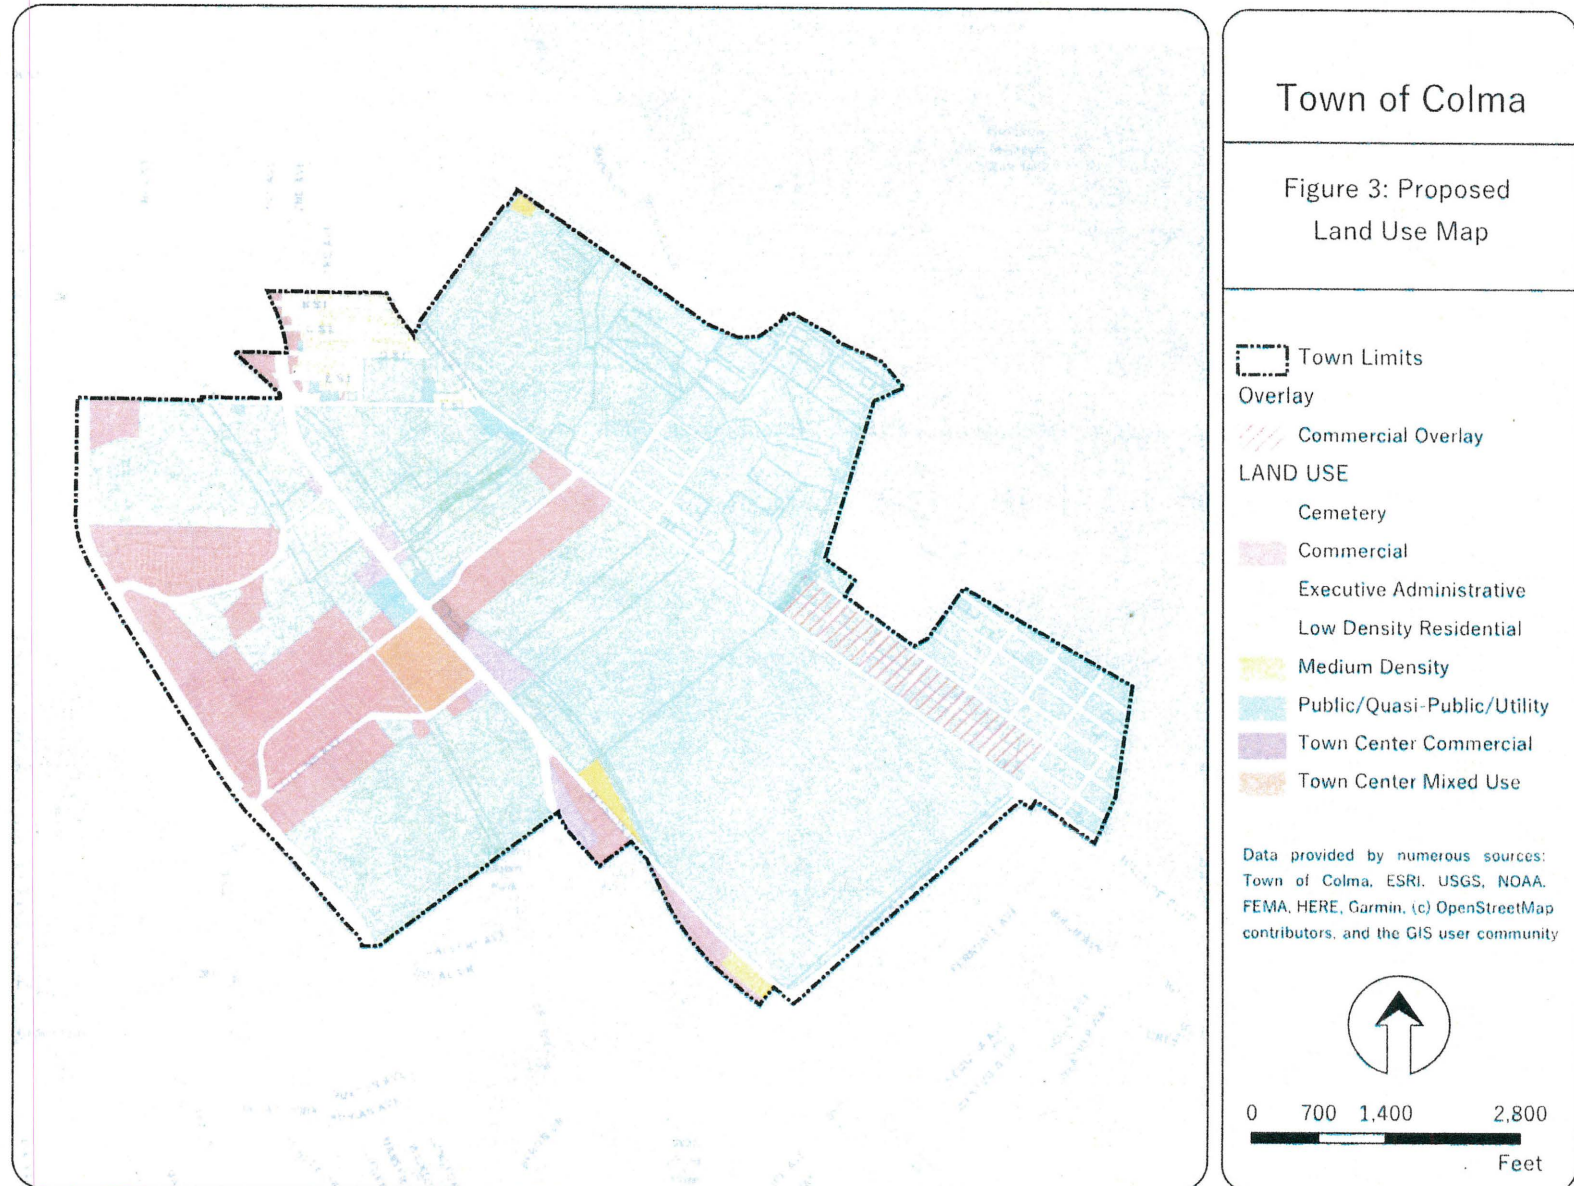 Town of Colma
Figure 3: Proposed
Land Use Map
Town Limits
Overlay
Commercial Overlay
LAND USE
Cemetery
Commercial
Executive Administrative
Low Density Residential
Medium Density
Public/Quasi-Public/Utility
Town Center Commercial
Town Center Mixed Use
Data provided by numerous sources:
Town of Colma, ESRI, USGS, NOAA,
FEMA, HERE, Garmin, (c) OpenStreetMap
contributors, and the GIS user community
0 700 1,400 2,800
Feet